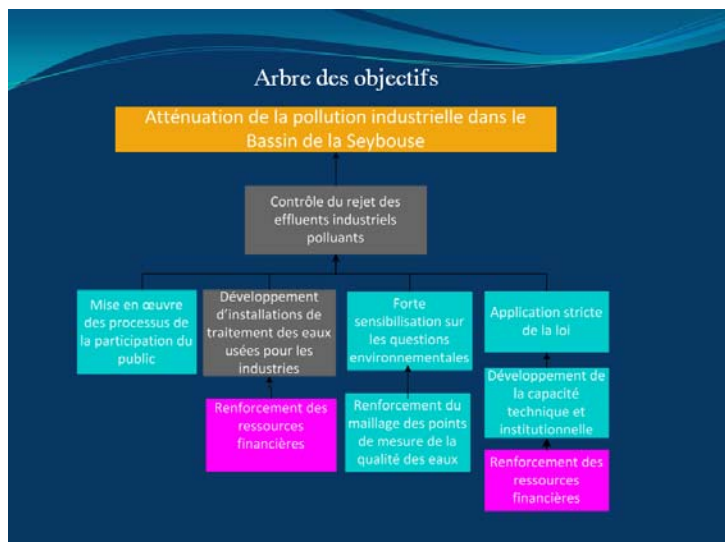 Arbre des objectifs
Atténuation de la pollution industrielle dans le
Bassin de la Seybouse
Contrôle du rejet des
effluents industriels
polluants
Mise en œuvre
des processus de
la participation du
public
Développement
d'installations de
traitement des eaux
usées pour les
industries
Forte
sensibilisation sur
les questions
environnementales
Application stricte
de la loi
Renforcement des
ressources
financières
Renforcement du
maillage des points
de mesure de la
qualité des eaux
Développement de
la capacité
technique et
institutionnelle
Renforcement des
ressources
financières